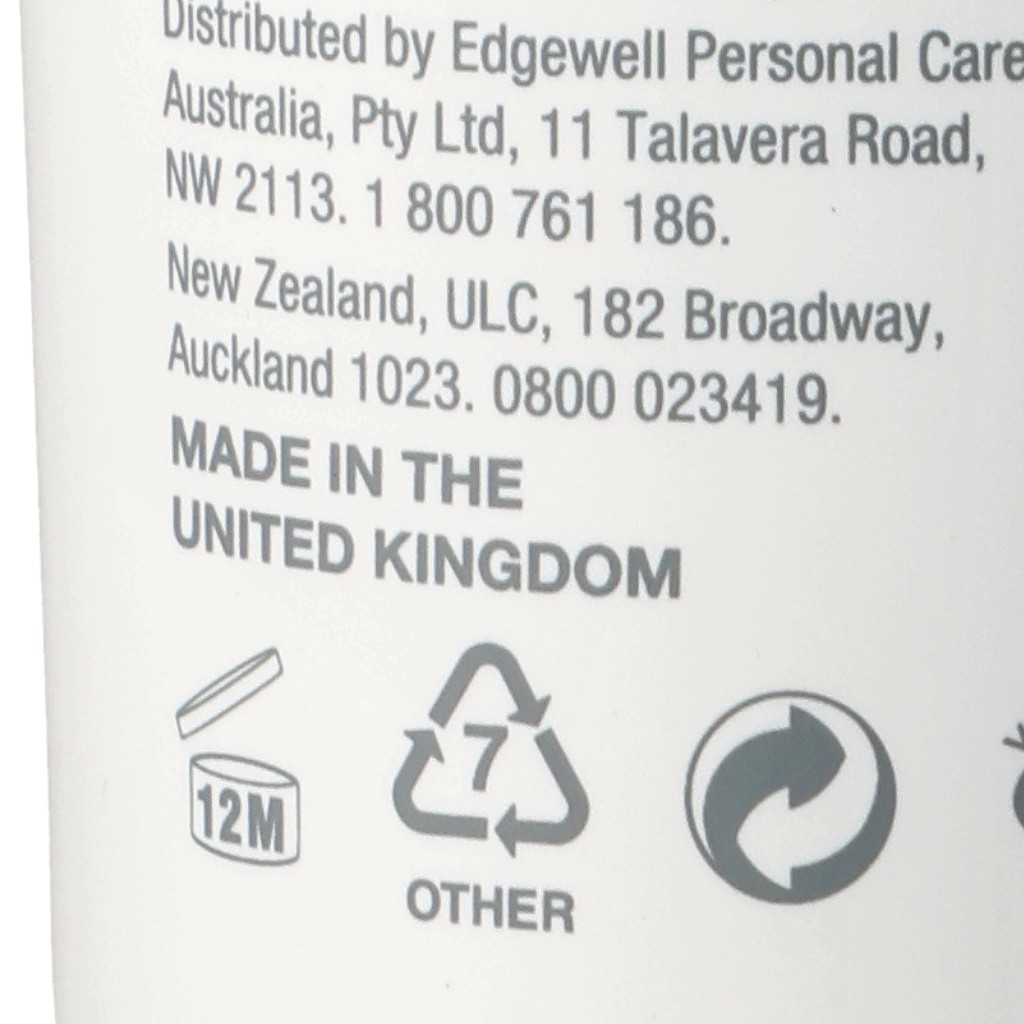 Distributed by Edgewell Personal Care
Australia, Pty Ltd, 11 Talavera Road,
NW 2113. 1 800 761 186.
New Zealand, ULC, 182 Broadway,
Auckland 1023. 0800 023419.
MADE IN THE
UNITED KINGDOM
12M
7
OTHER